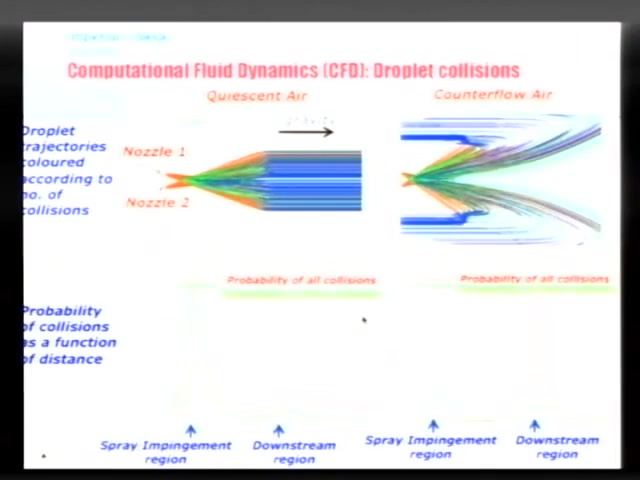 Computational Fluid Dynamics (CFD): Droplet collisions
Quiescent Air
Counterflow Air
gravity
Droplet
trajectories
coloured
according to
no. of
collisions
Nozzle 1
Nozzle 2
Probability of all collisions
Probability of all collisions
Probability
of collisions
as a function
of distance
Spray Impingement
region
Downstream
region
Spray Impingement
region
Downstream
region